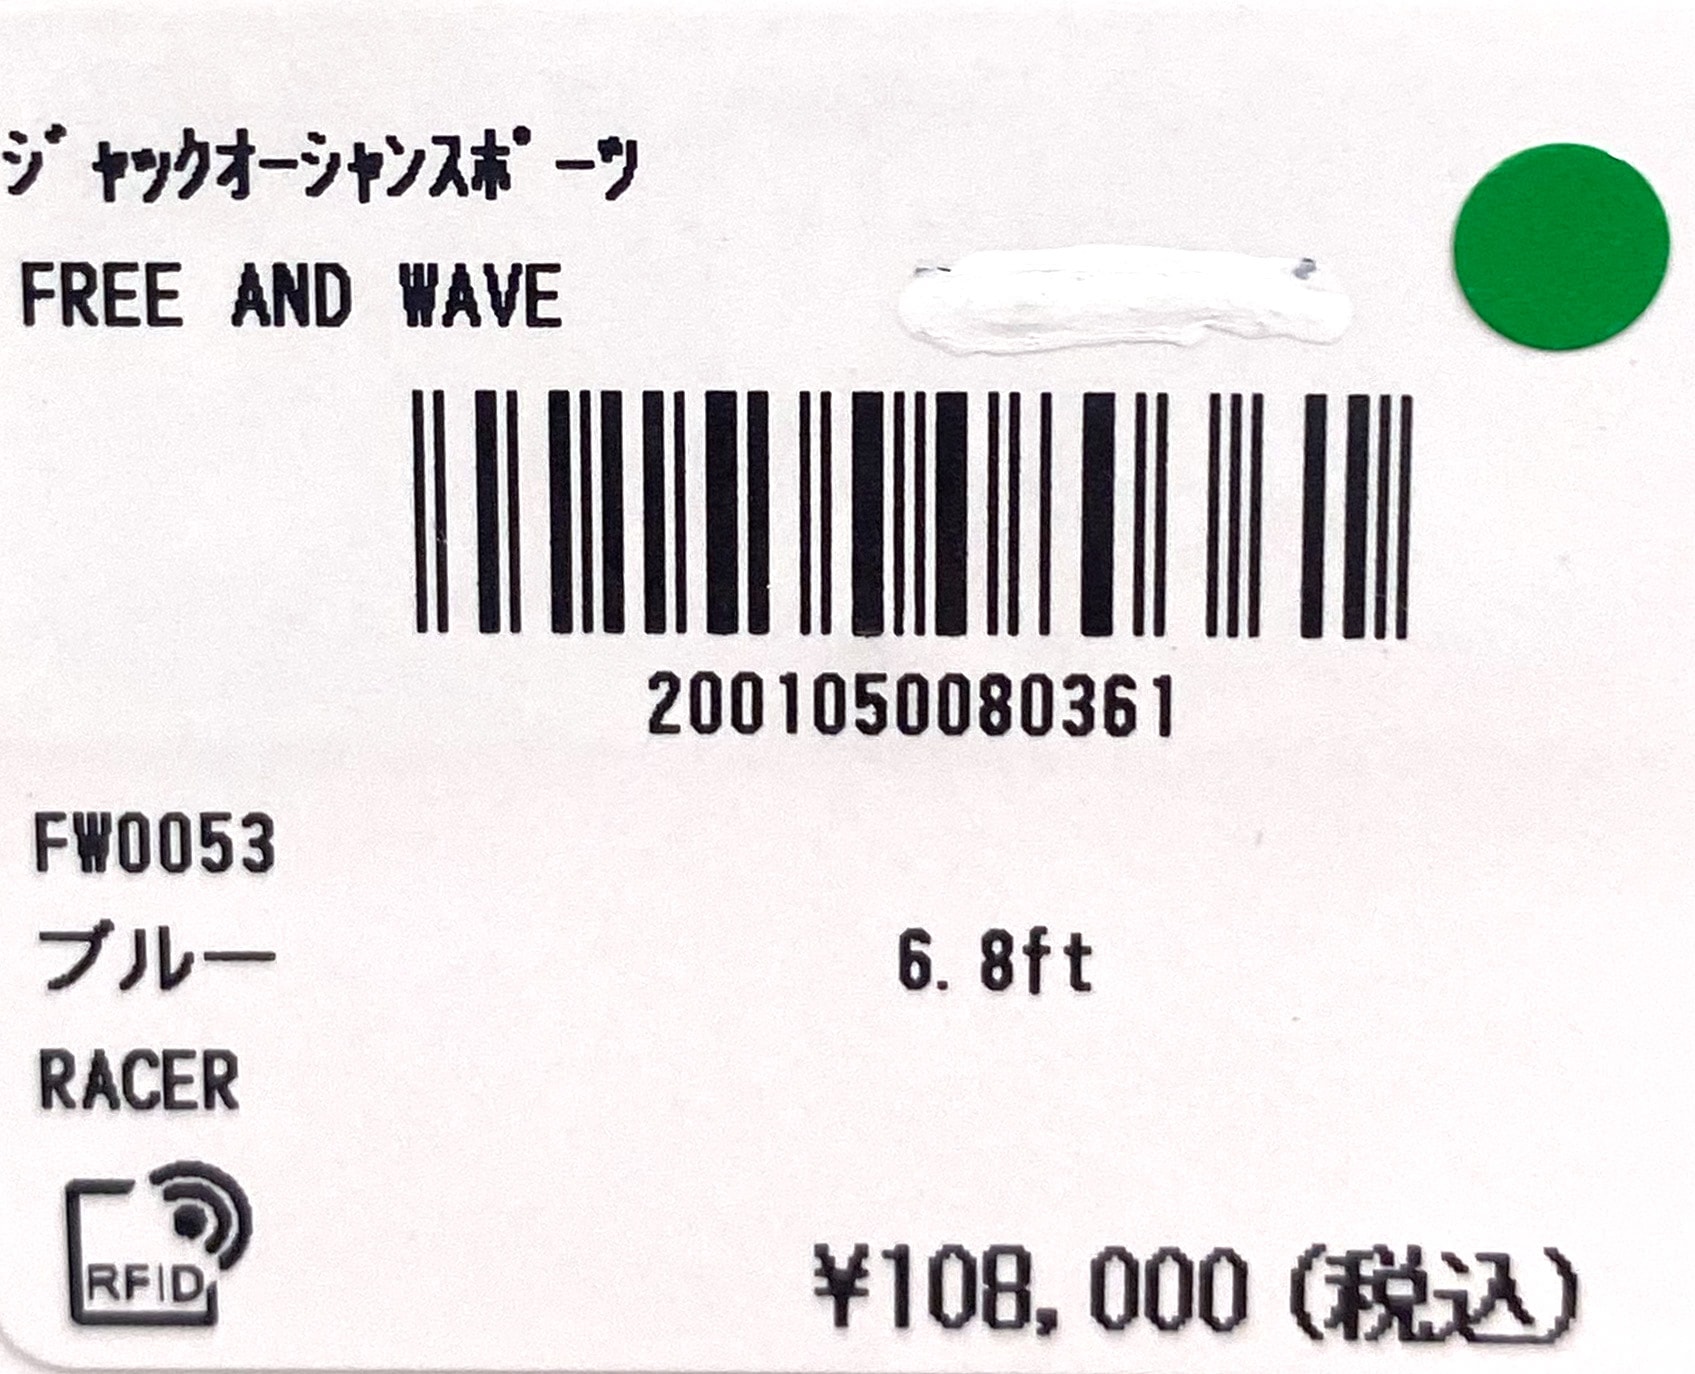 ｼﾞｬｯｸｵｰｼｬﾝｽﾎﾟｰﾂ
FREE AND WAVE
2001050080361
FW0053
ブルー 6.8ft
RACER
RFID
¥108,000(税込)